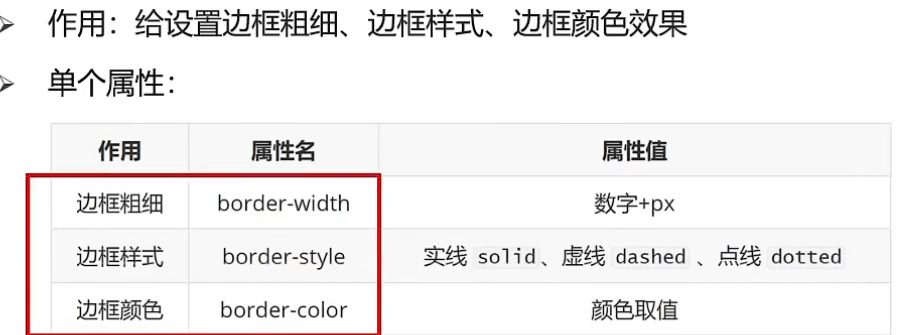 作用：给设置边框粗细、边框样式、边框颜色效果
单个属性：
作用 属性名 属性值
边框粗细 border-width 数字+px
边框样式 border-style 实线 solid、虚线 dashed 、点线 dotted
边框颜色 border-color 颜色取值